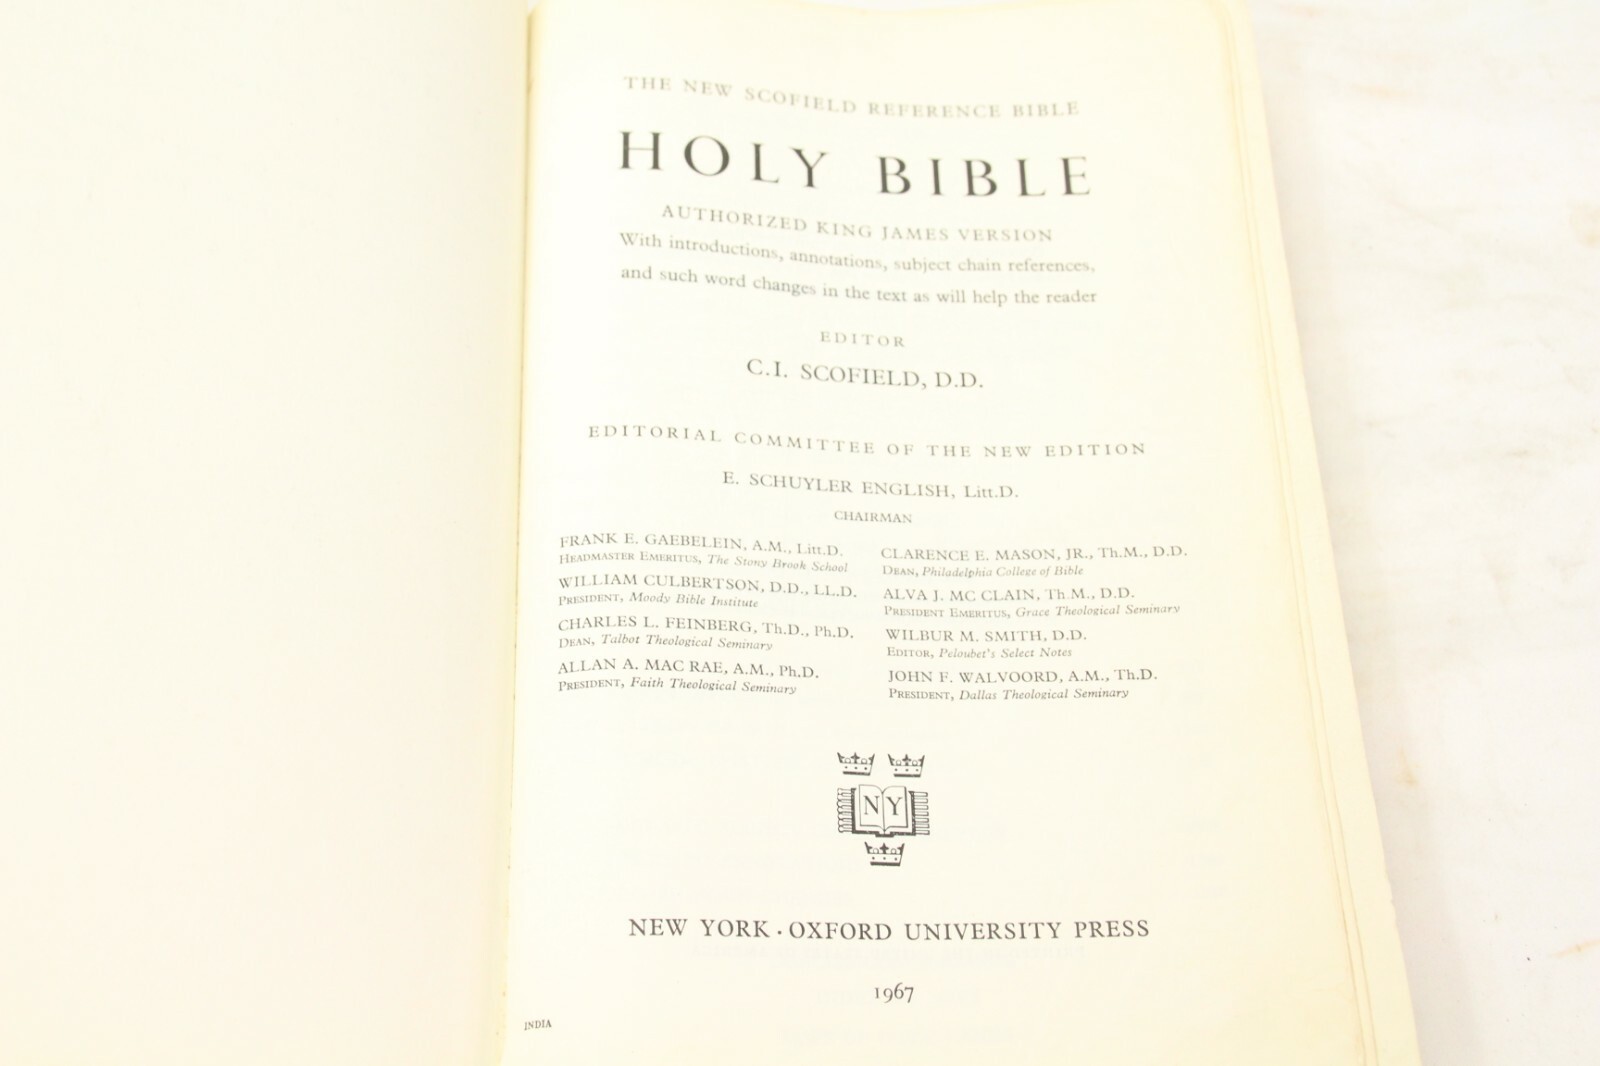 THE NEW SCOFIELD REFERENCE BIBLE
HOLY BIBLE
AUTHORIZED KING JAMES VERSION
With introductions, annotations, subject chain references,
and such word changes in the text as will help the reader
EDITOR
C.I. SCOFIELD, D.D.
EDITORIAL COMMITTEE OF THE NEW EDITION
E. SCHUYLER ENGLISH, Litt.D.
CHAIRMAN
FRANK E. GAEBELEIN, A.M., Litt.D.
HEADMASTER EMERITUS, The Stony Brook School
WILLIAM CULBERTSON, D.D., LL.D.
PRESIDENT, Moody Bible Institute
CHARLES L. FEINBERG, Th.D., Ph.D.
DEAN, Talbot Theological Seminary
ALLAN A. MAC RAE, A.M., Ph.D.
PRESIDENT, Faith Theological Seminary
CLARENCE E. MASON, JR., Th.M., D.D.
DEAN, Philadelphia College of Bible
ALVA J. MC CLAIN, Th.M., D.D.
PRESIDENT EMERITUS, Grace Theological Seminary
WILBUR M. SMITH, D.D.
EDITOR, Peloubet's Select Notes
JOHN F. WALVOORD, A.M., Th.D.
PRESIDENT, Dallas Theological Seminary
NY
NEW YORK · OXFORD UNIVERSITY PRESS
1967
INDIA